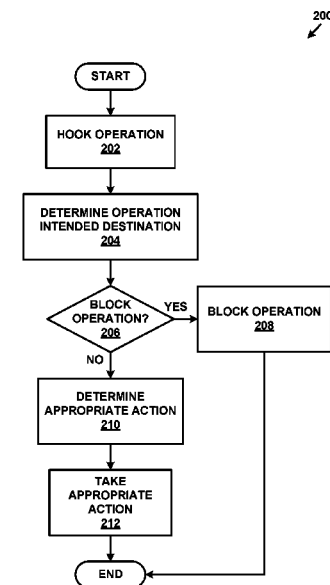 200
START
HOOK OPERATION
202
DETERMINE OPERATION
INTENDED DESTINATION
204
BLOCK
OPERATION?
206
YES
BLOCK OPERATION
208
NO
DETERMINE
APPROPRIATE ACTION
210
TAKE
APPROPRIATE
ACTION
212
END